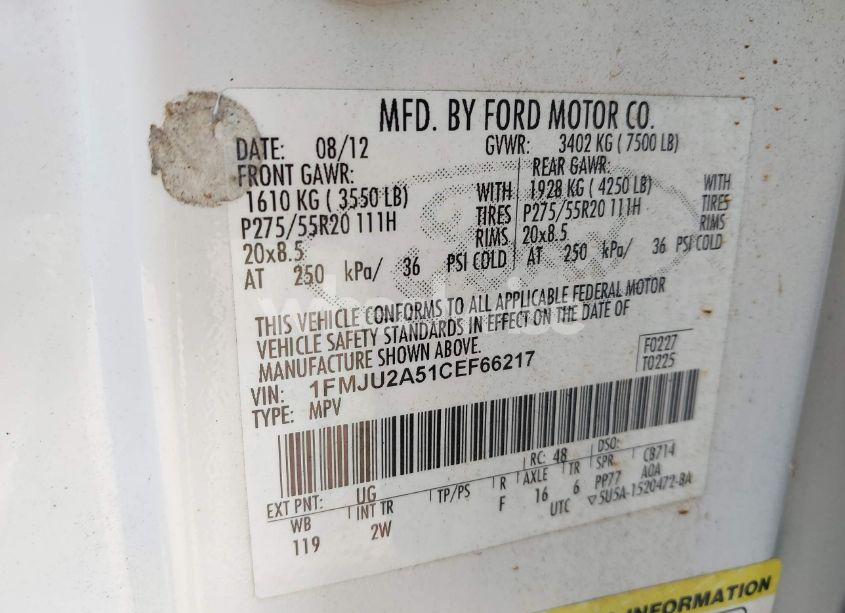 MFD. BY FORD MOTOR CO.
DATE: 08/12 GVWR: 3402 KG ( 7500 LB)
FRONT GAWR: REAR GAWR:
1610 KG ( 3550 LB) WITH 1928 KG ( 4250 LB) WITH
P275/55R20 111H TIRES P275/55R20 111H TIRES
20x8.5 RIMS 20x8.5 RIMS
AT 250 kPa/ 36 PSI COLD AT 250 kPa/ 36 PSI COLD
THIS VEHICLE CONFORMS TO ALL APPLICABLE FEDERAL MOTOR
VEHICLE SAFETY STANDARDS IN EFFECT ON THE DATE OF
MANUFACTURE SHOWN ABOVE.
VIN: 1FMJU2A51CEF66217
F0227
T0225
TYPE: MPV
RC: 48 DSO:
EXT PNT: UG
WB INT TR TP/PS R AXLE TR SPR CB714
119 2W F 16 6 PP77 AOA
UTC ▽5U5A-1520472-BA
INFORMATION